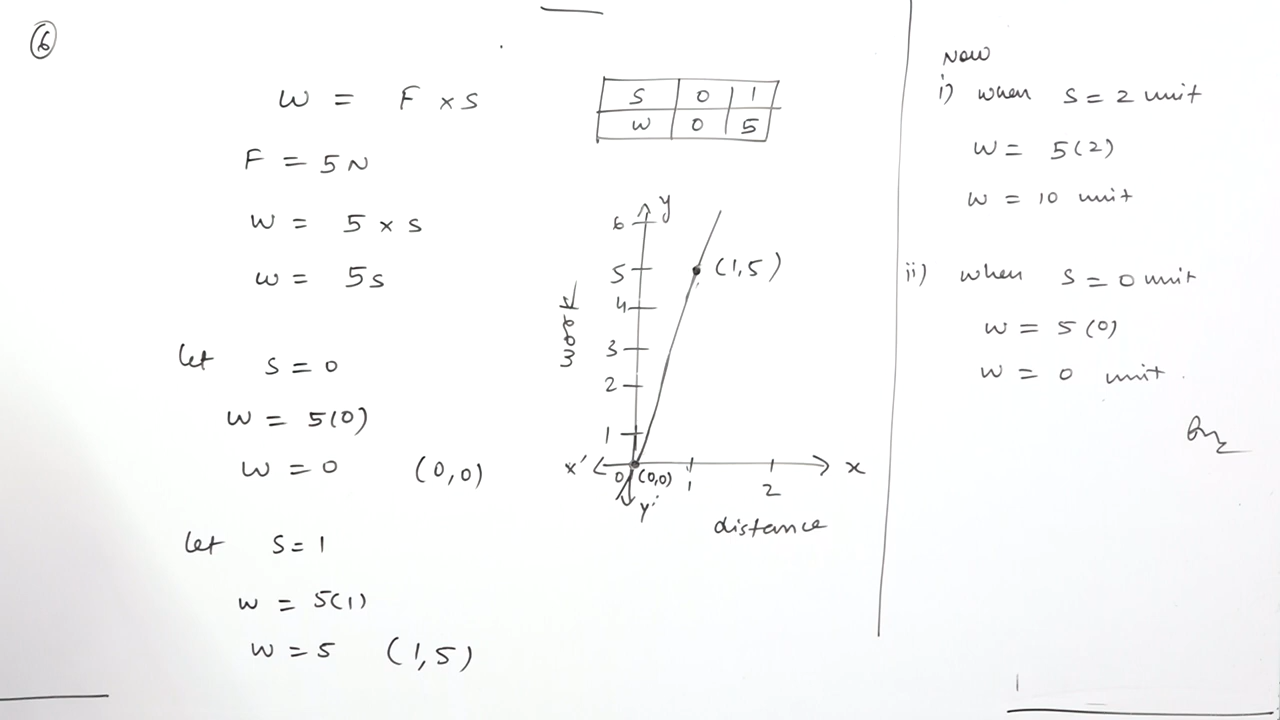 6
W = F × S
F = 5 N
W = 5 × S
W = 5s
let S = 0
W = 5(0)
W = 0 (0,0)
let S = 1
W = 5(1)
W = 5 (1,5)
S 0 1
W 0 5
y
6
5 (1,5)
4
3
2
1
x' 0 (0,0) 1 2 x
y'
work
distance
Now
i) when S = 2 unit
W = 5(2)
W = 10 unit
ii) when S = 0 unit
W = 5(0)
W = 0 unit.